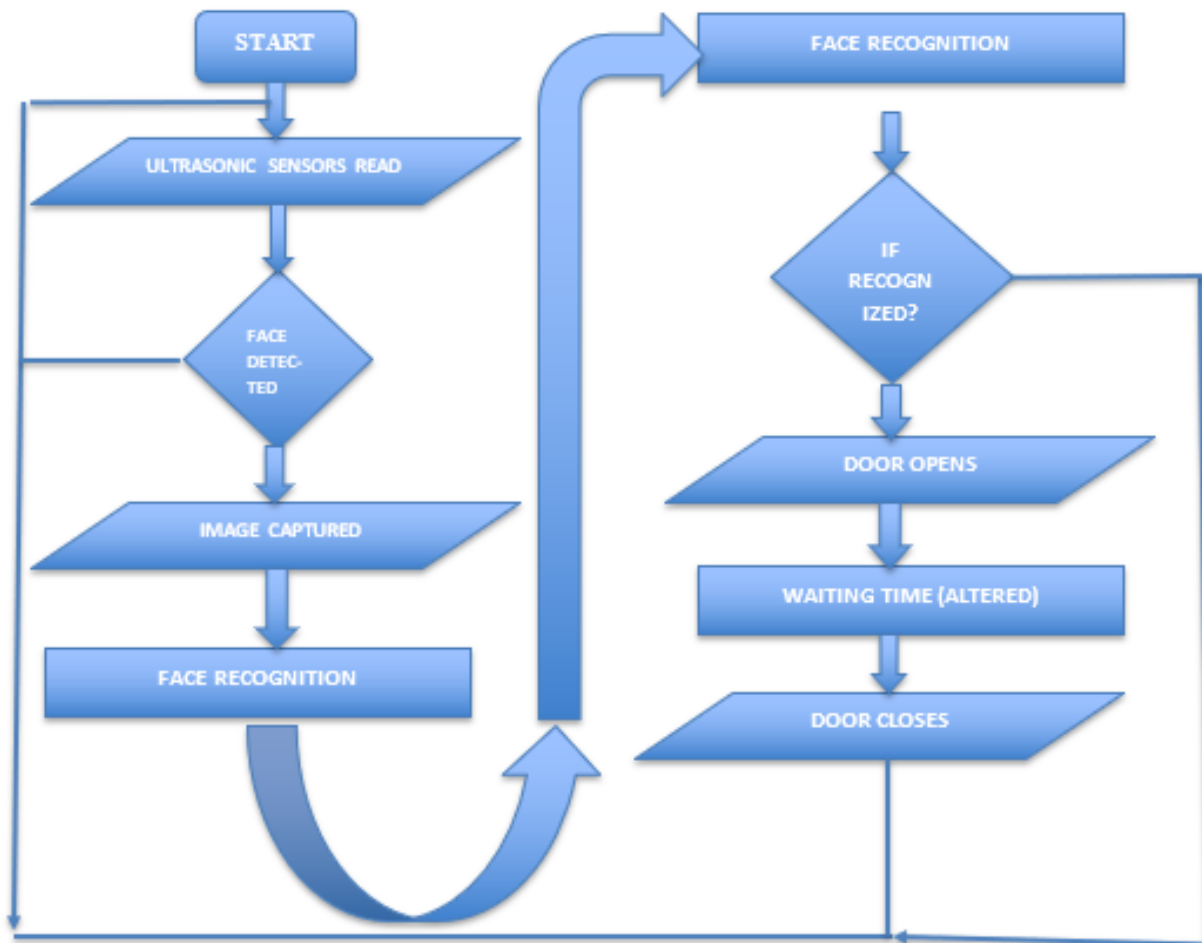 START
ULTRASONIC SENSORS READ
FACE
DETEC-
TED
IMAGE CAPTURED
FACE RECOGNITION
FACE RECOGNITION
IF
RECOGN
IZED?
DOOR OPENS
WAITING TIME (ALTERED)
DOOR CLOSES